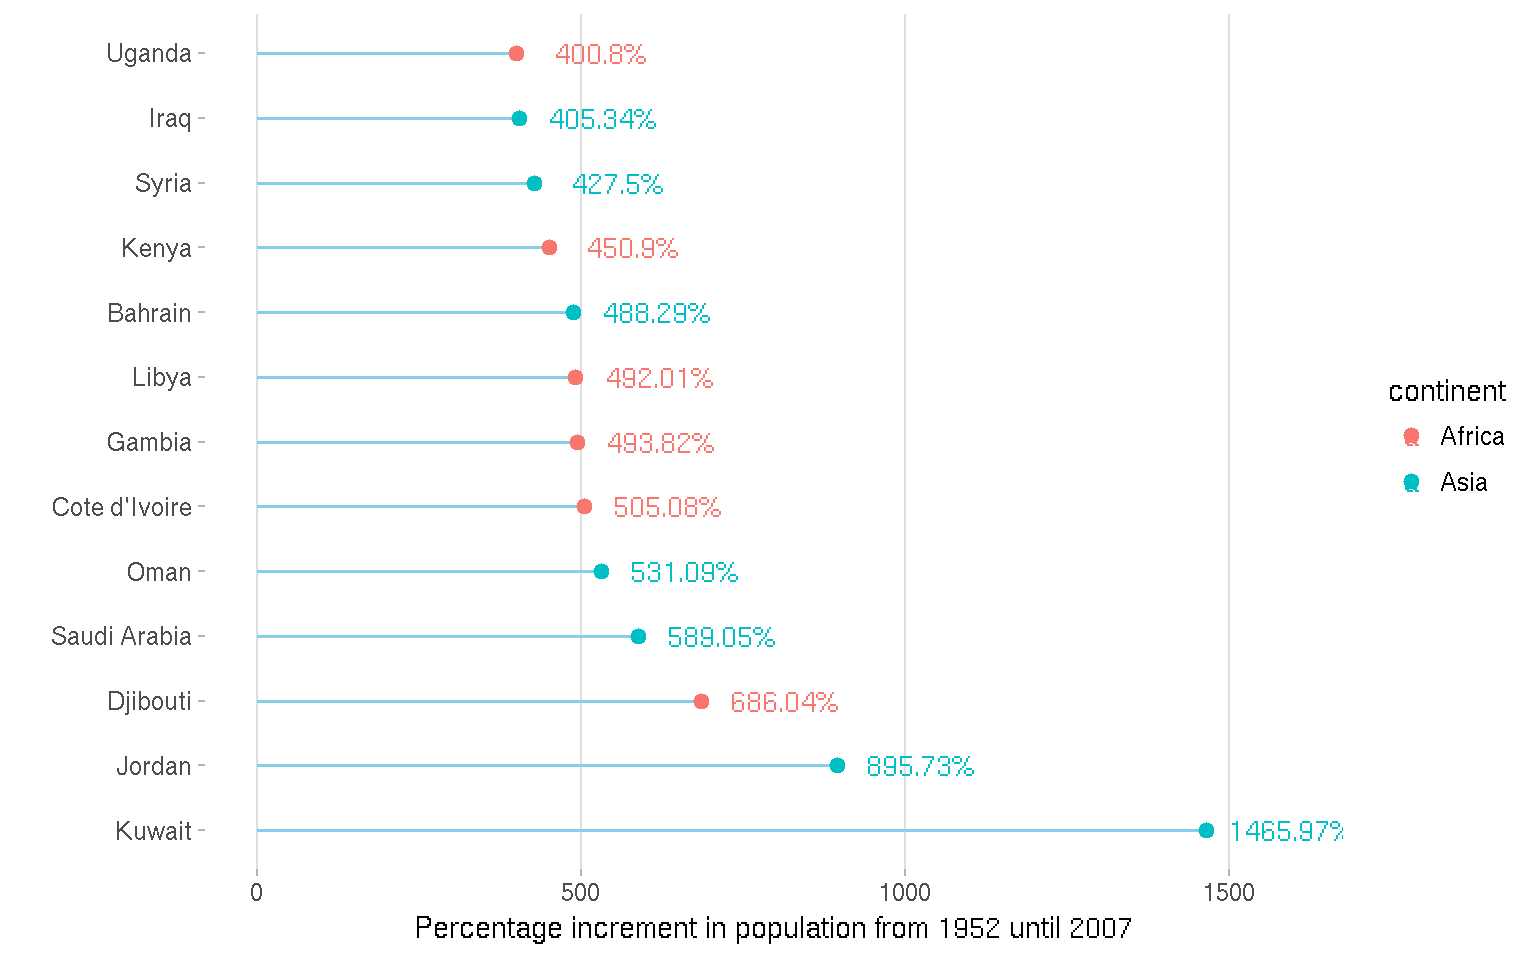 Uganda 400.8%
Iraq 405.34%
Syria 427.5%
Kenya 450.9%
Bahrain 488.29%
Libya 492.01%
Gambia 493.82%
Cote d'Ivoire 505.08%
Oman 531.09%
Saudi Arabia 589.05%
Djibouti 686.04%
Jordan 895.73%
Kuwait 1465.97%
0 500 1000 1500
Percentage increment in population from 1952 until 2007
continent
Africa
Asia